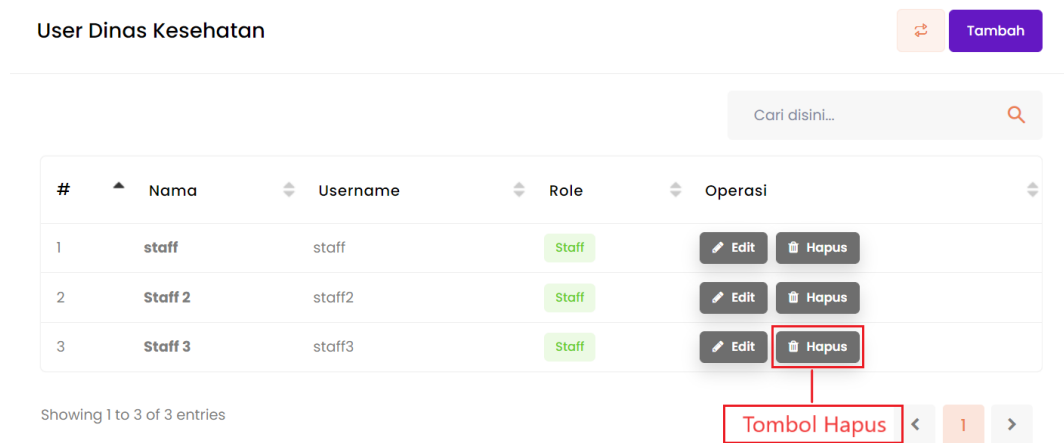 User Dinas Kesehatan
Tambah
Cari disini...
# Nama Username Role Operasi
1 staff staff Staff Edit Hapus
2 Staff 2 staff2 Staff Edit Hapus
3 Staff 3 staff3 Staff Edit Hapus
Showing 1 to 3 of 3 entries
Tombol Hapus
1